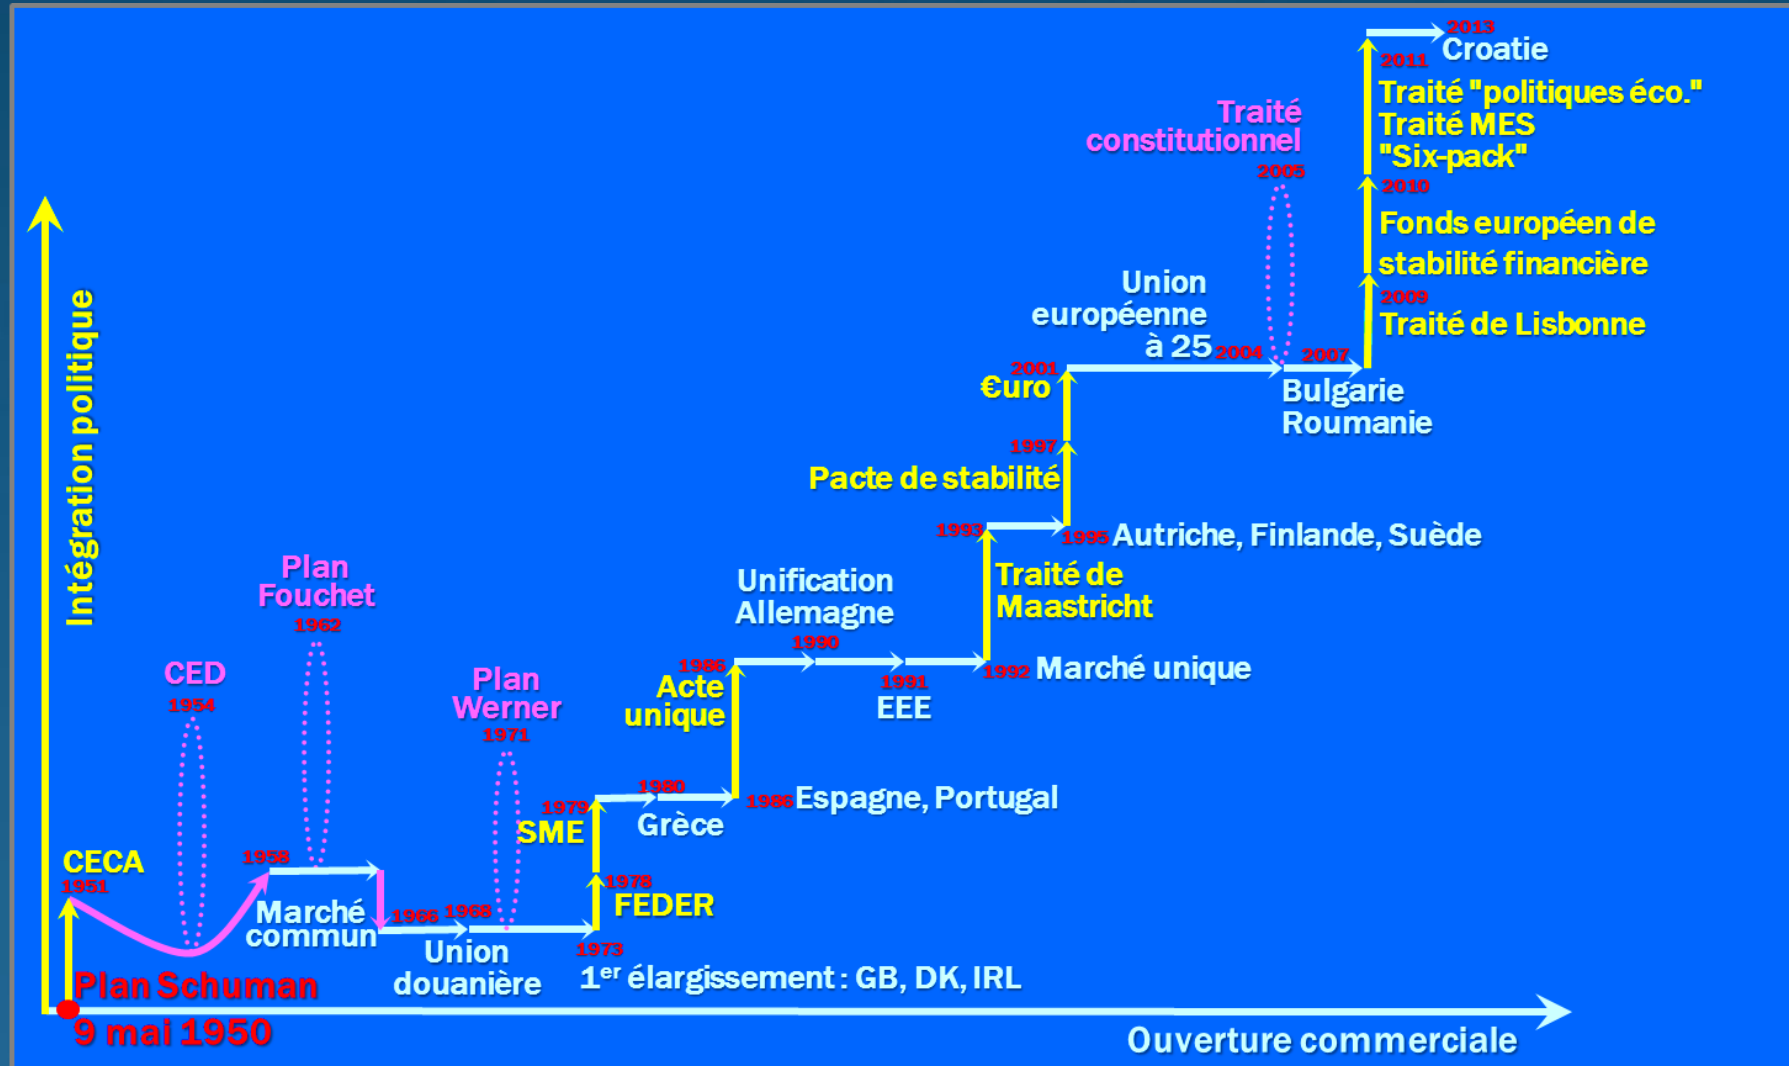 2013
Croatie
2011
Traité "politiques éco."
Traité MES
"Six-pack"
2010
Fonds européen de
stabilité financière
2009
Traité de Lisbonne
Traité
constitutionnel
2005
Union
européenne
à 25 2004
2007
Bulgarie
Roumanie
2001
€uro
1997
Pacte de stabilité
1993
1995 Autriche, Finlande, Suède
Traité de
Maastricht
Unification
Allemagne
1990
1991
EEE
1992 Marché unique
1986
Acte
unique
1986 Espagne, Portugal
1980
Grèce
1979
SME
1978
FEDER
Plan
Werner
1971
Plan
Fouchet
1962
CED
1954
CECA
1951
1958
Marché
commun
1966 1968
Union
douanière
1973
1er élargissement : GB, DK, IRL
Plan Schuman
9 mai 1950
Intégration politique
Ouverture commerciale